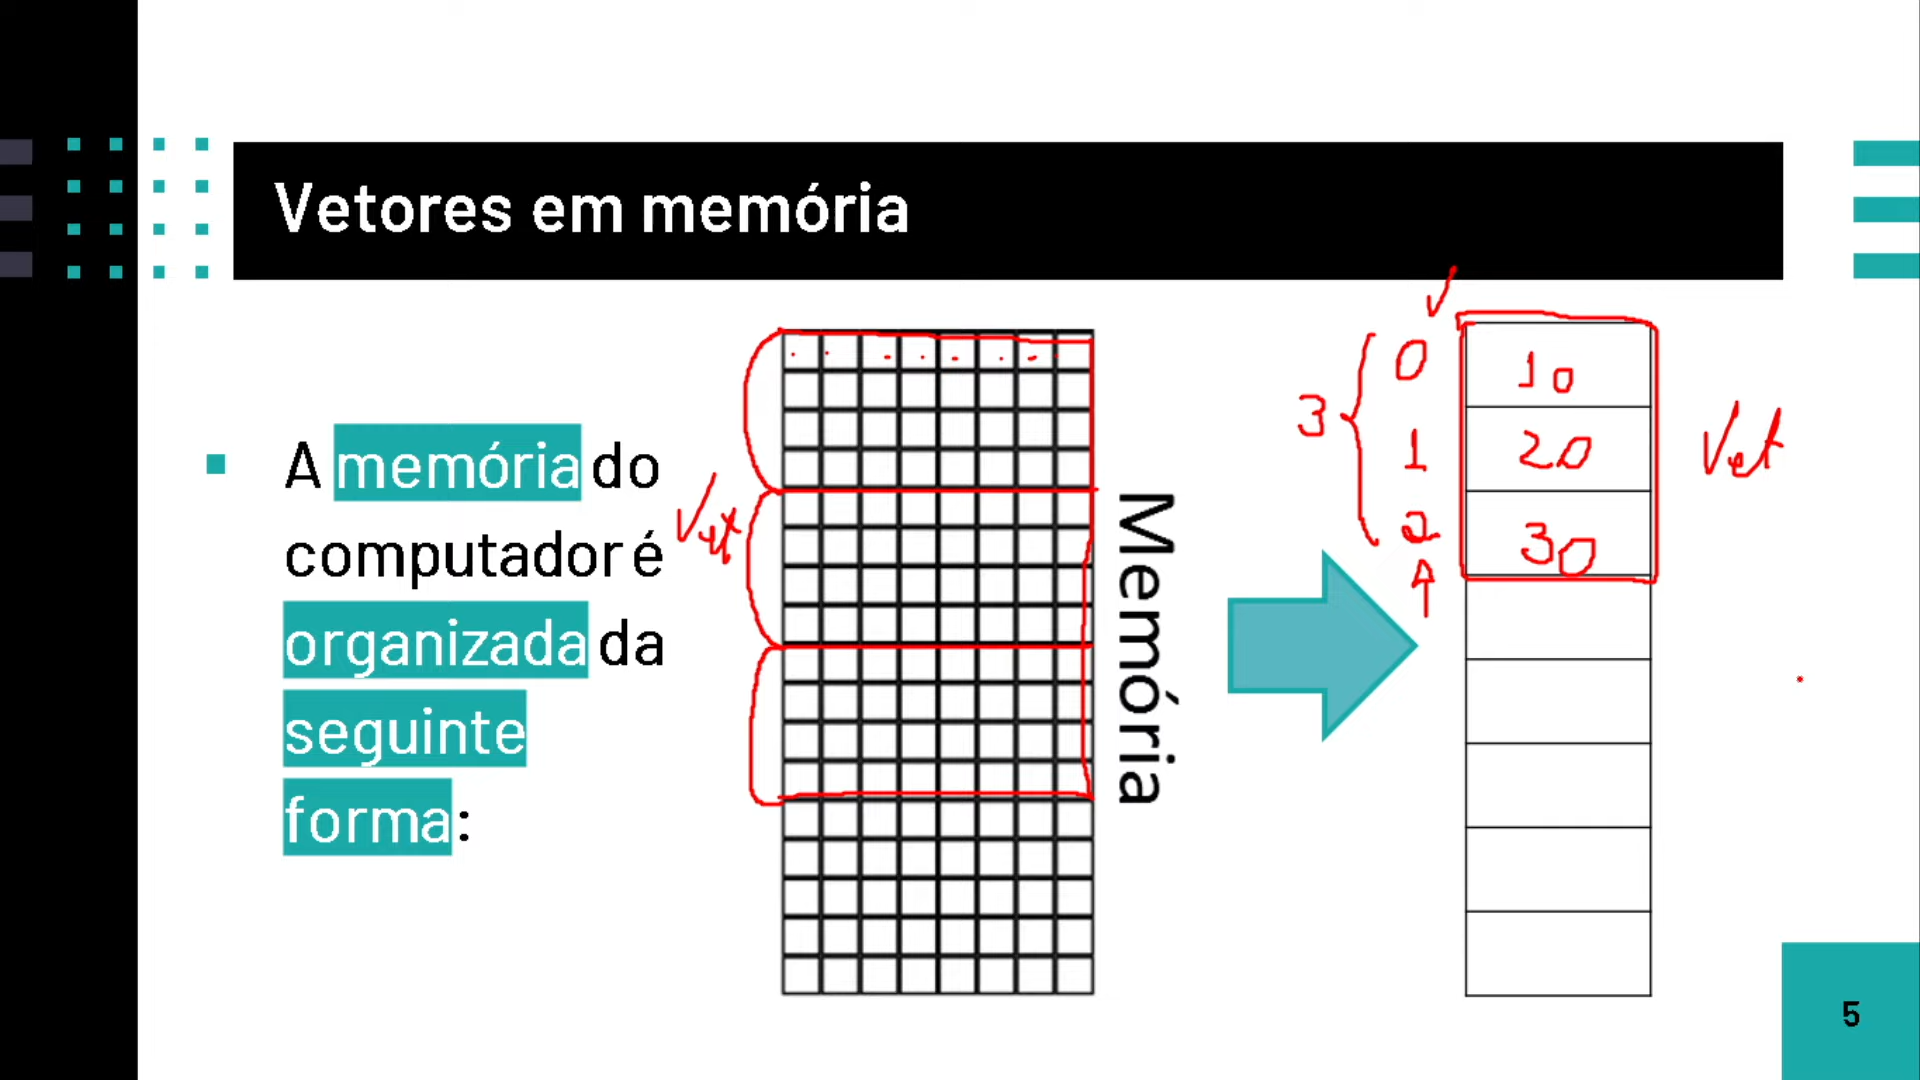 Vetores em memória
A memória do
computador é
organizada da
seguinte
forma:
Vet
Memória
3
0
1
2
10
20
30
Vet
5